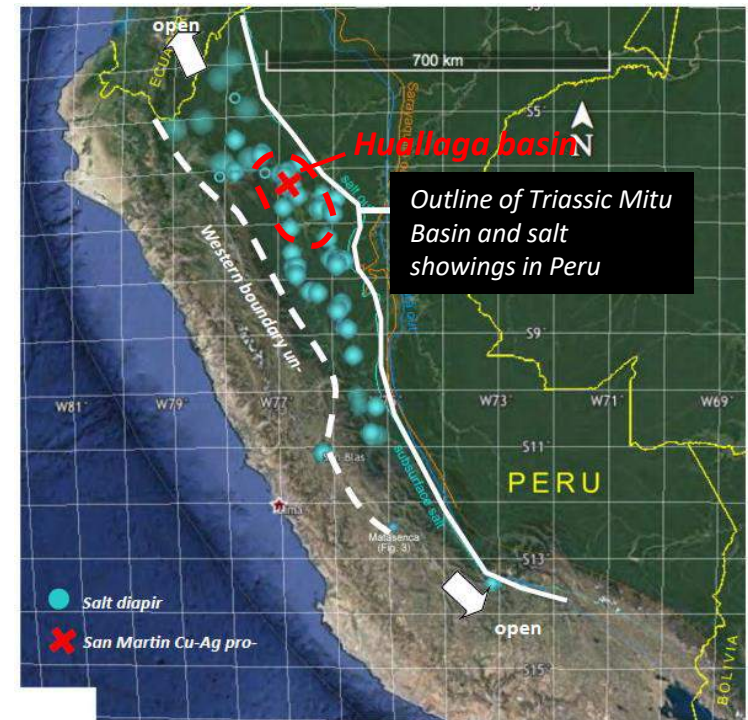 open
ECUA
700 km
S5
N
Huallaga basin
Outline of Triassic Mitu
Basin and salt
showings in Peru
Western boundary un-
S9
W81°
W79
W77
W73
W71°
W69°
S11
San Blas
subsurface salt
PERU
Lima
Matasenca
(Fig. 3)
S13
Salt diapir
San Martin Cu-Ag pro-
open
S15
BOLIVIA